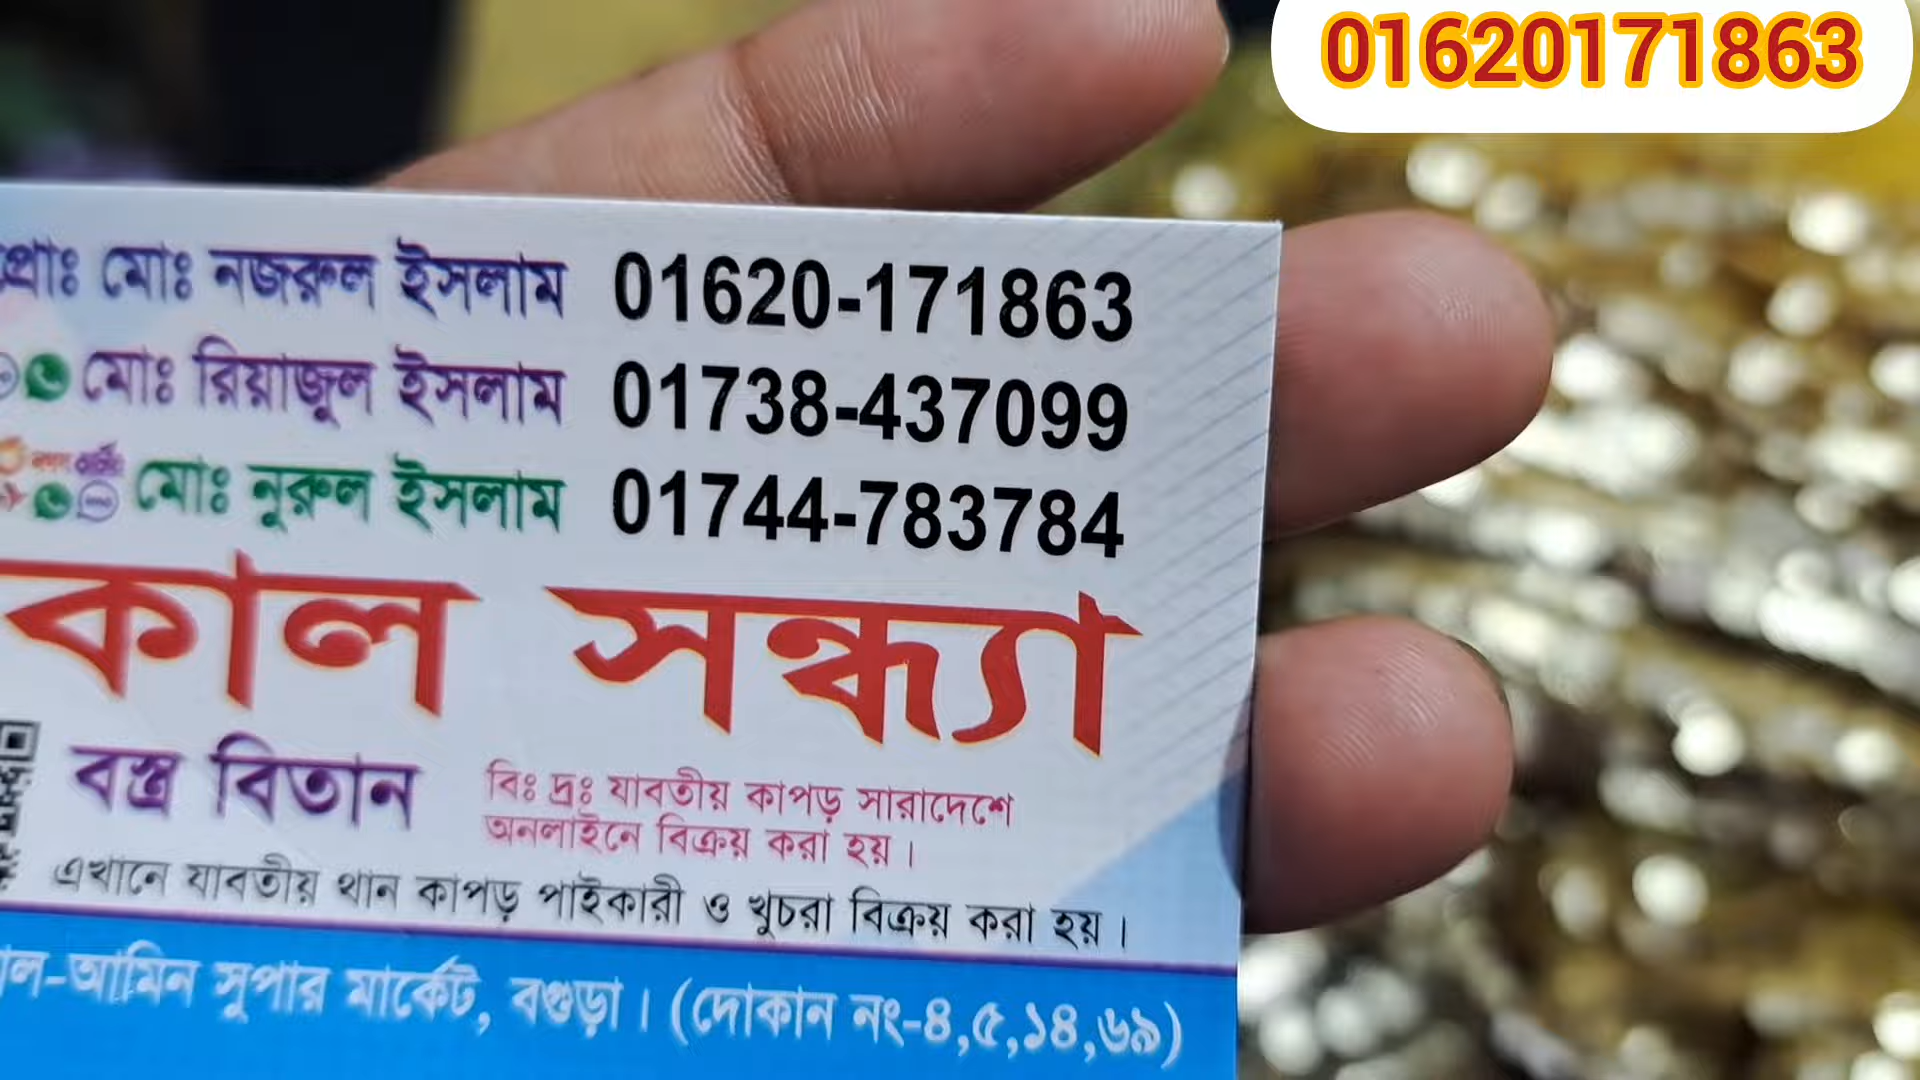 01620171863
প্রোঃ মোঃ নজরুল ইসলাম 01620-171863
মোঃ রিয়াজুল ইসলাম 01738-437099
মোঃ নুরুল ইসলাম 01744-783784
কাল সন্ধ্যা
বস্ত্র বিতান
বিঃ দ্রঃ যাবতীয় কাপড় সারাদেশে
অনলাইনে বিক্রয় করা হয়।
এখানে যাবতীয় থান কাপড় পাইকারী ও খুচরা বিক্রয় করা হয়।
াল-আমিন সুপার মার্কেট, বগুড়া। (দোকান নং-৪,৫,১৪,৬৯)